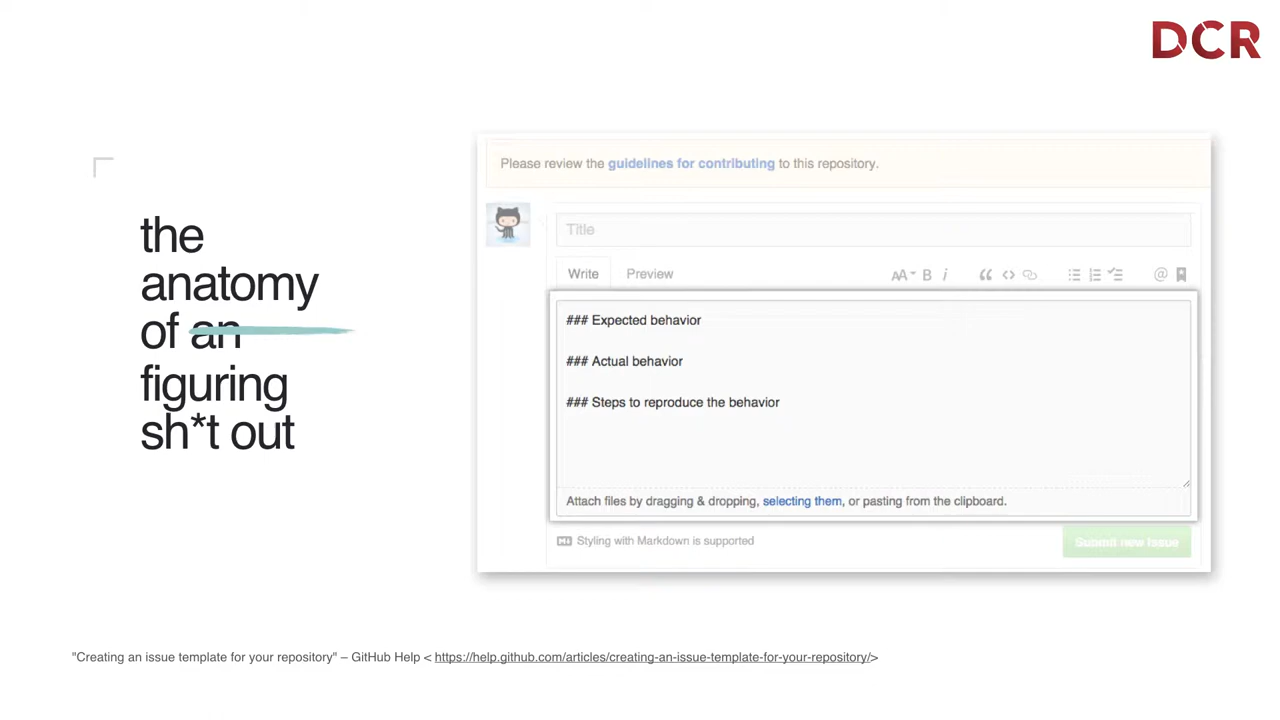 DCR
the
anatomy
of an
figuring
sh*t out
Please review the guidelines for contributing to this repository.
Title
Write Preview
AA B i “ <> @
### Expected behavior
### Actual behavior
### Steps to reproduce the behavior
Attach files by dragging & dropping, selecting them, or pasting from the clipboard.
Styling with Markdown is supported
Submit new issue
"Creating an issue template for your repository" – GitHub Help < https://help.github.com/articles/creating-an-issue-template-for-your-repository/>